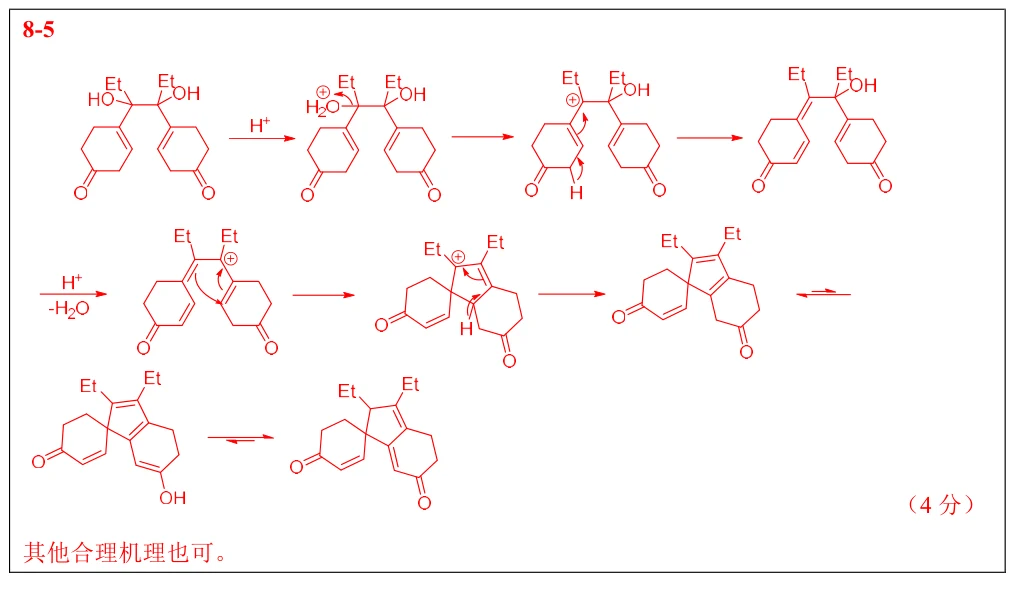 8-5
Et Et Et Et Et Et Et Et
HO OH H₂O ⊕ OH ⊕ OH OH
H⁺
O O O O O H O O O
Et Et Et Et Et Et
H⁺ ⊕ ⊕
-H₂O
O O O H O O O
Et Et Et Et
O O
OH O
(4 分)
其他合理机理也可。